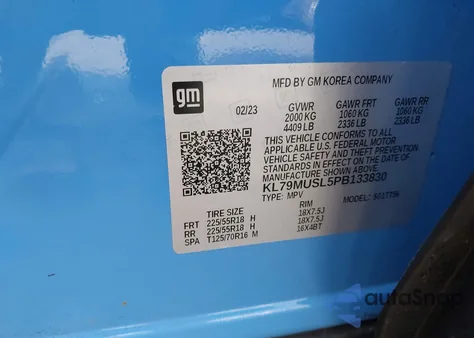 gm
MFD BY GM KOREA COMPANY
02/23 GVWR GAWR FRT GAWR RR
2000 KG 1060 KG 1060 KG
4409 LB 2336 LB 2336 LB
THIS VEHICLE CONFORMS TO ALL
APPLICABLE U.S. FEDERAL MOTOR
VEHICLE SAFETY AND THEFT PREVENTION
STANDARDS IN EFFECT ON THE DATE OF
MANUFACTURE SHOWN ABOVE.
KL79MUSL5PB133830
TYPE: MPV MODEL:
TIRE SIZE RIM
FRT 225/55R18 H 18X7.5J
RR 225/55R18 H 18X7.5J
SPA T125/70R16 M 16X4BT
autoSnap